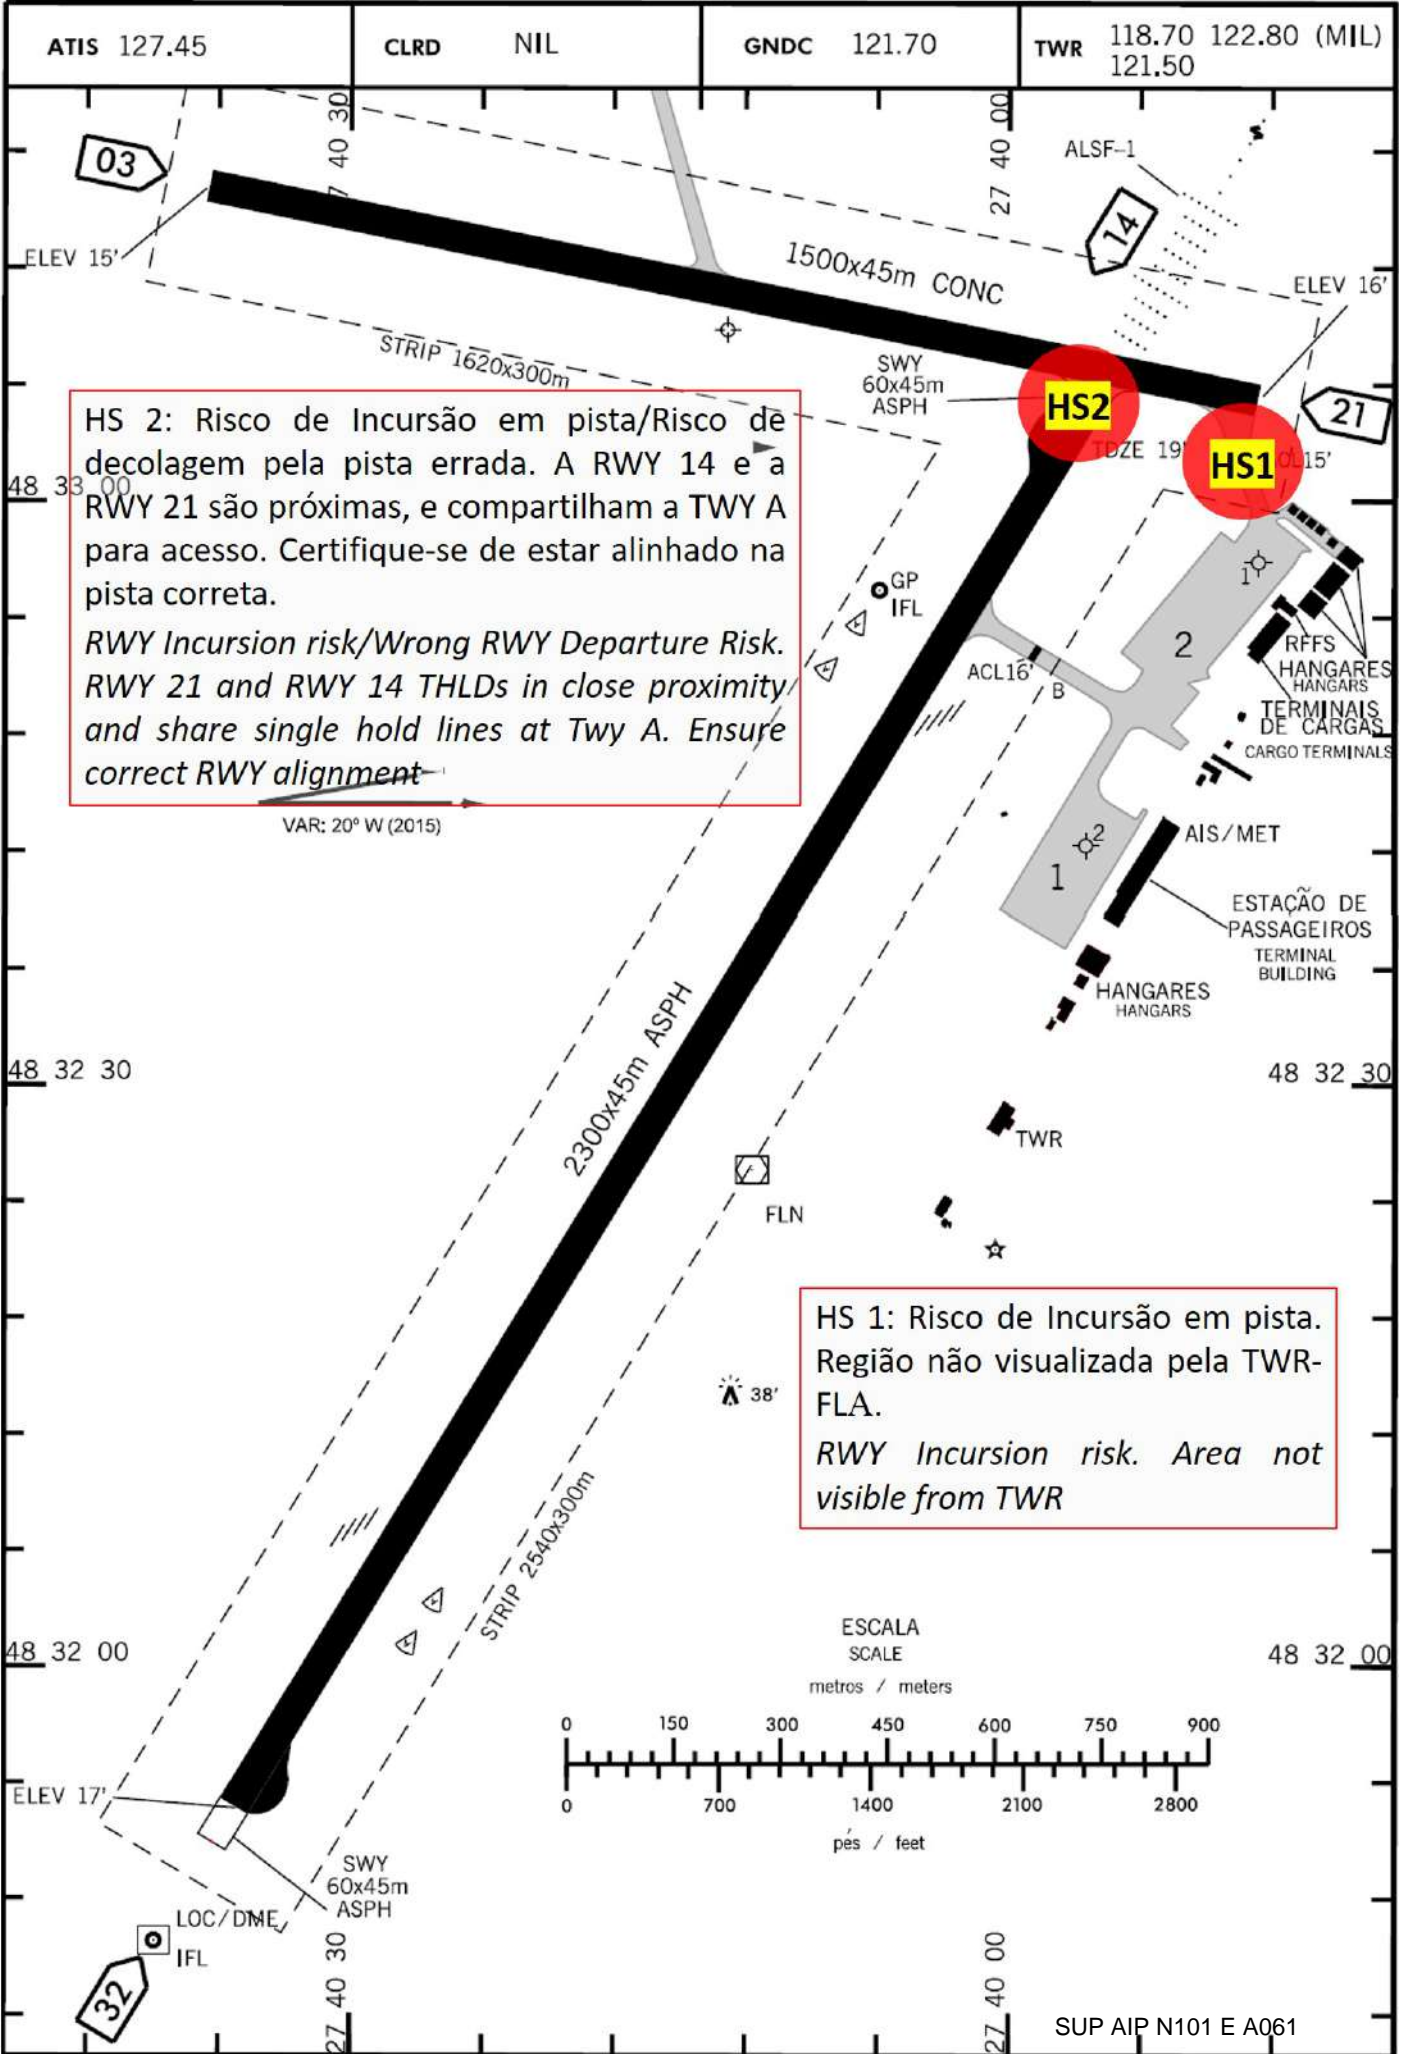 ATIS 127.45
CLRD NIL
GNDC 121.70
TWR 118.70 122.80 (MIL)
121.50
27 40 00
03
ALSF-1
14
ELEV 15'
1500x45m CONC
ELEV 16'
STRIP 1620x300m
SWY
60x45m
ASPH
HS2
21
TDZE 19'
HS1
48 33 00
HS 2: Risco de Incursão em pista/Risco de
decolagem pela pista errada. A RWY 14 e a
RWY 21 são próximas, e compartilham a TWY A
para acesso. Certifique-se de estar alinhado na
pista correta.
RWY Incursion risk/Wrong RWY Departure Risk.
RWY 21 and RWY 14 THLDs in close proximity
and share single hold lines at Twy A. Ensure
correct RWY alignment
VAR: 20° W (2015)
GP
IFL
1
2
RFFS
HANGARES
HANGARS
ACL16'
B
TERMINAIS
DE CARGAS
CARGO TERMINALS
2
1
AIS/MET
ESTAÇÃO DE
PASSAGEIROS
TERMINAL
BUILDING
HANGARES
HANGARS
2300x45m ASPH
48 32 30
48 32 30
TWR
FLN
HS 1: Risco de Incursão em pista.
Região não visualizada pela TWR-
FLA.
RWY Incursion risk. Area not
visible from TWR
38'
STRIP 2540x300m
48 32 00
48 32 00
ESCALA
SCALE
metros / meters
0 150 300 450 600 750 900
0 700 1400 2100 2800
pés / feet
ELEV 17'
SWY
60x45m
ASPH
LOC/DME
IFL
32
27 40 30
27 40 00
SUP AIP N101 E A061